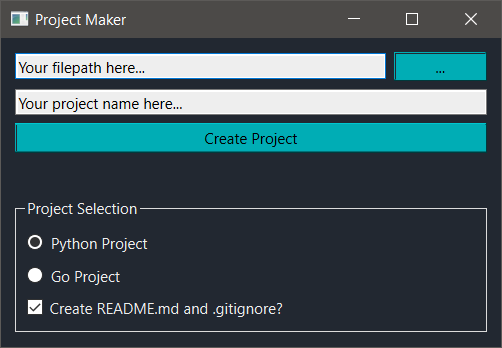 Project Maker
Your filepath here...
...
Your project name here...
Create Project
Project Selection
Python Project
Go Project
Create README.md and .gitignore?